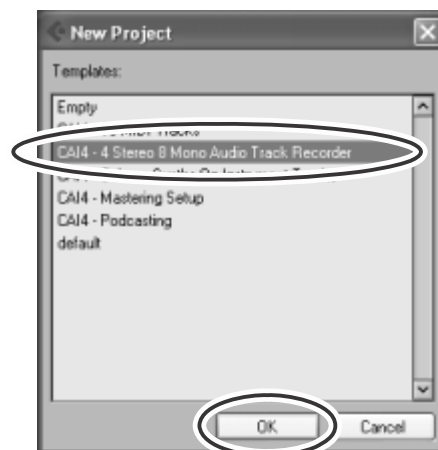 New Project
Templates:
Empty
CAI4 - 4 Stereo 8 Mono Audio Track Recorder
CAI4 - Mastering Setup
CAI4 - Podcasting
default
OK
Cancel